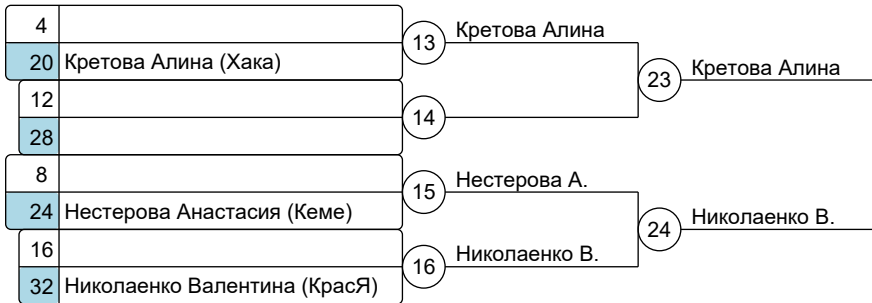 4
20 Кретова Алина (Хака)
12
28
8
24 Нестерова Анастасия (Кеме)
16
32 Николаенко Валентина (КрасЯ)
13
14
15
16
Кретова Алина
Нестерова А.
Николаенко В.
23
24
Кретова Алина
Николаенко В.